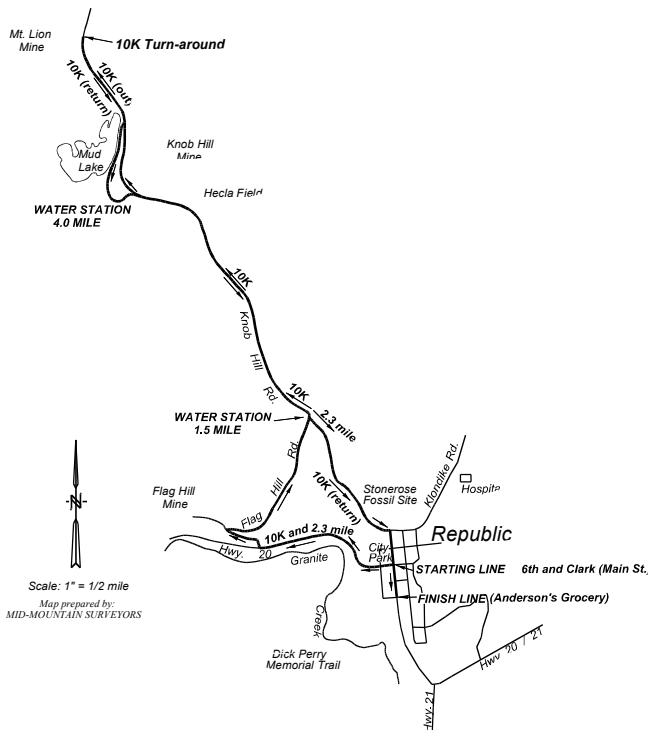 Mt. Lion
Mine
10K Turn-around
10K (out)
10K (return)
Mud
Lake
Knob Hill
Mine
Hecla Field
WATER STATION
4.0 MILE
10K
Knob
Hill
Rd.
10K
2.3 mile
WATER STATION
1.5 MILE
Rd.
Hill
Flag
10K (return)
Stonerose
Fossil Site
Klondike Rd.
Flag Hill
Mine
Republic
10K and 2.3 mile
City
Park
Hwy. 20
Granite
Creek
STARTING LINE 6th and Clark (Main St.)
FINISH LINE (Anderson's Grocery)
N
Scale: 1" = 1/2 mile
Map prepared by:
MID-MOUNTAIN SURVEYORS
Dick Perry
Memorial Trail
Hwy 20 / 21
Hwy. 21